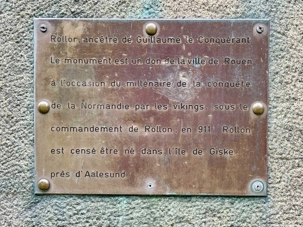 Rollon ancêtre de Guillaume le Conquérant
Le monument est un don de la ville de Rouen
à l'occasion du millénaire de la conquête
de la Normandie par les Vikings, sous le
commandement de Rollon, en 911. Rollon
est censé être né dans l'île de Giske,
près d'Aalesund.